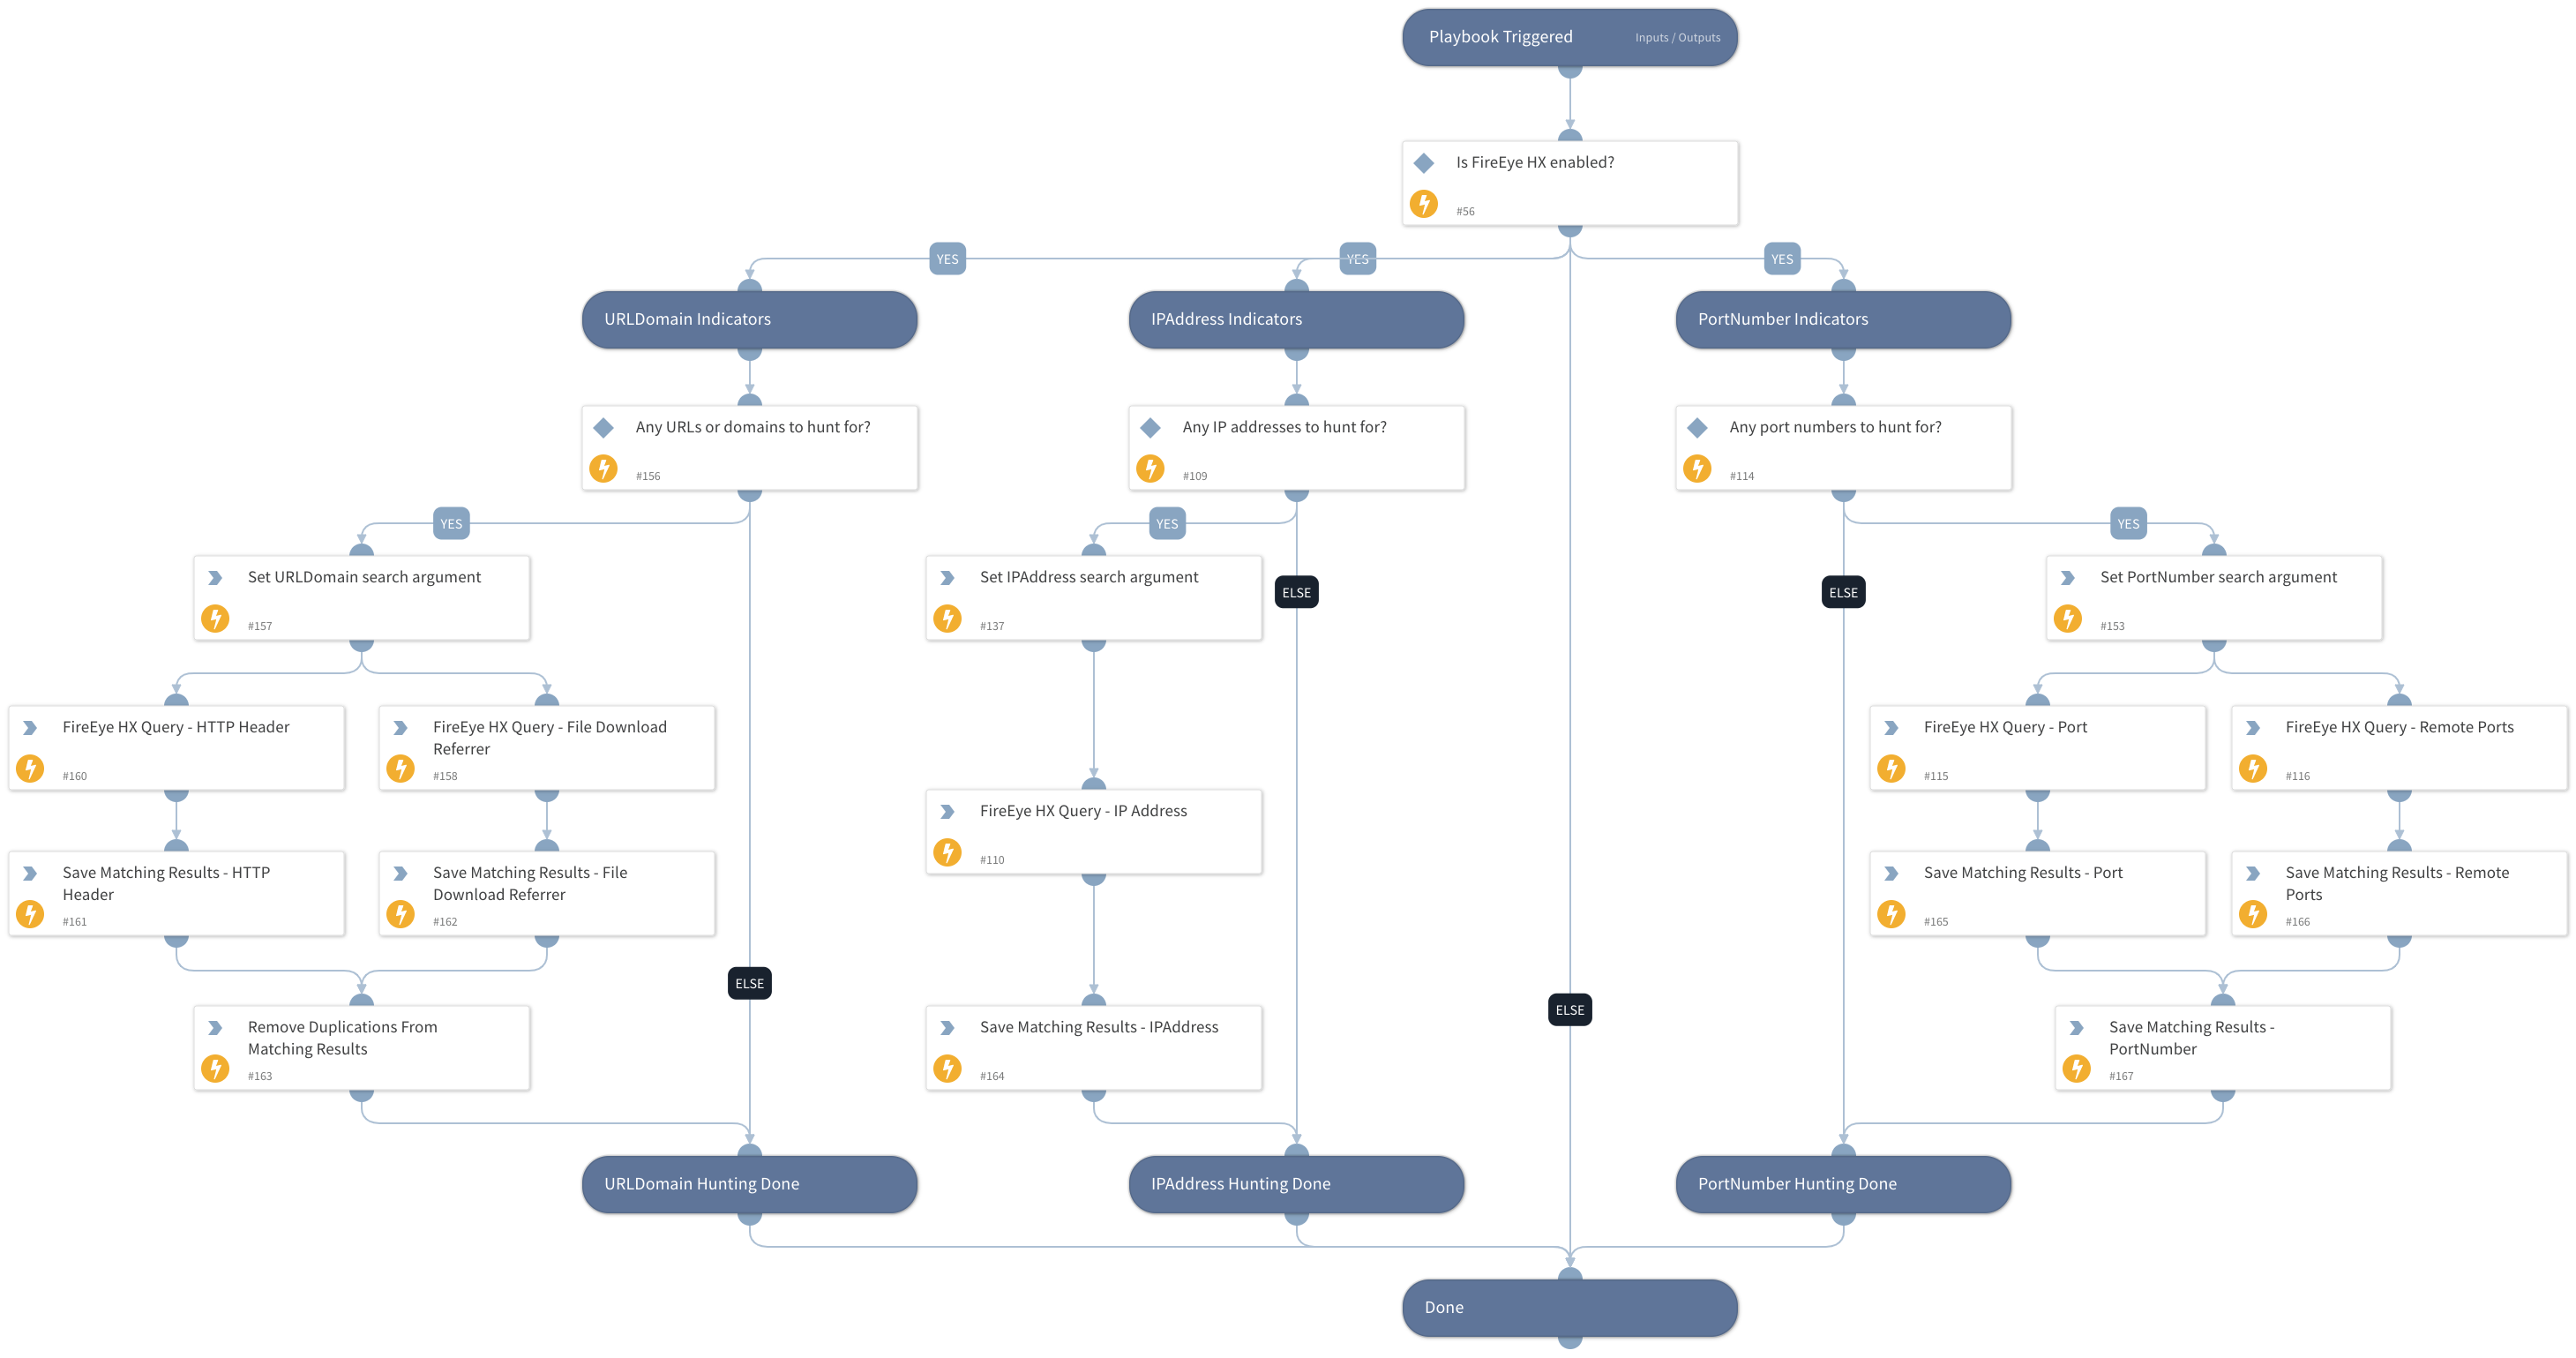 Playbook Triggered
Inputs / Outputs
Is FireEye HX enabled?
#56
YES
YES
YES
URLDomain Indicators
IPAddress Indicators
PortNumber Indicators
Any URLs or domains to hunt for?
#156
Any IP addresses to hunt for?
#109
Any port numbers to hunt for?
#114
YES
YES
YES
Set URLDomain search argument
#157
Set IPAddress search argument
#137
ELSE
ELSE
Set PortNumber search argument
#153
FireEye HX Query - HTTP Header
#160
FireEye HX Query - File Download
Referrer
#158
FireEye HX Query - IP Address
#110
FireEye HX Query - Port
#115
FireEye HX Query - Remote Ports
#116
Save Matching Results - HTTP
Header
#161
Save Matching Results - File
Download Referrer
#162
Save Matching Results - Port
#165
Save Matching Results - Remote
Ports
#166
ELSE
ELSE
Remove Duplications From
Matching Results
#163
Save Matching Results - IPAddress
#164
Save Matching Results -
PortNumber
#167
URLDomain Hunting Done
IPAddress Hunting Done
PortNumber Hunting Done
Done